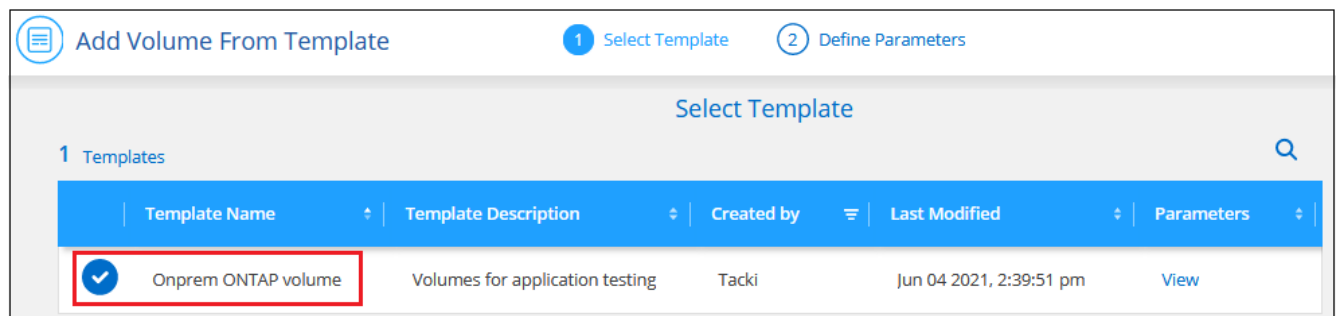 Add Volume From Template 1 Select Template 2 Define Parameters
Select Template
1 Templates
Template Name Template Description Created by Last Modified Parameters
Onprem ONTAP volume Volumes for application testing Tacki Jun 04 2021, 2:39:51 pm View